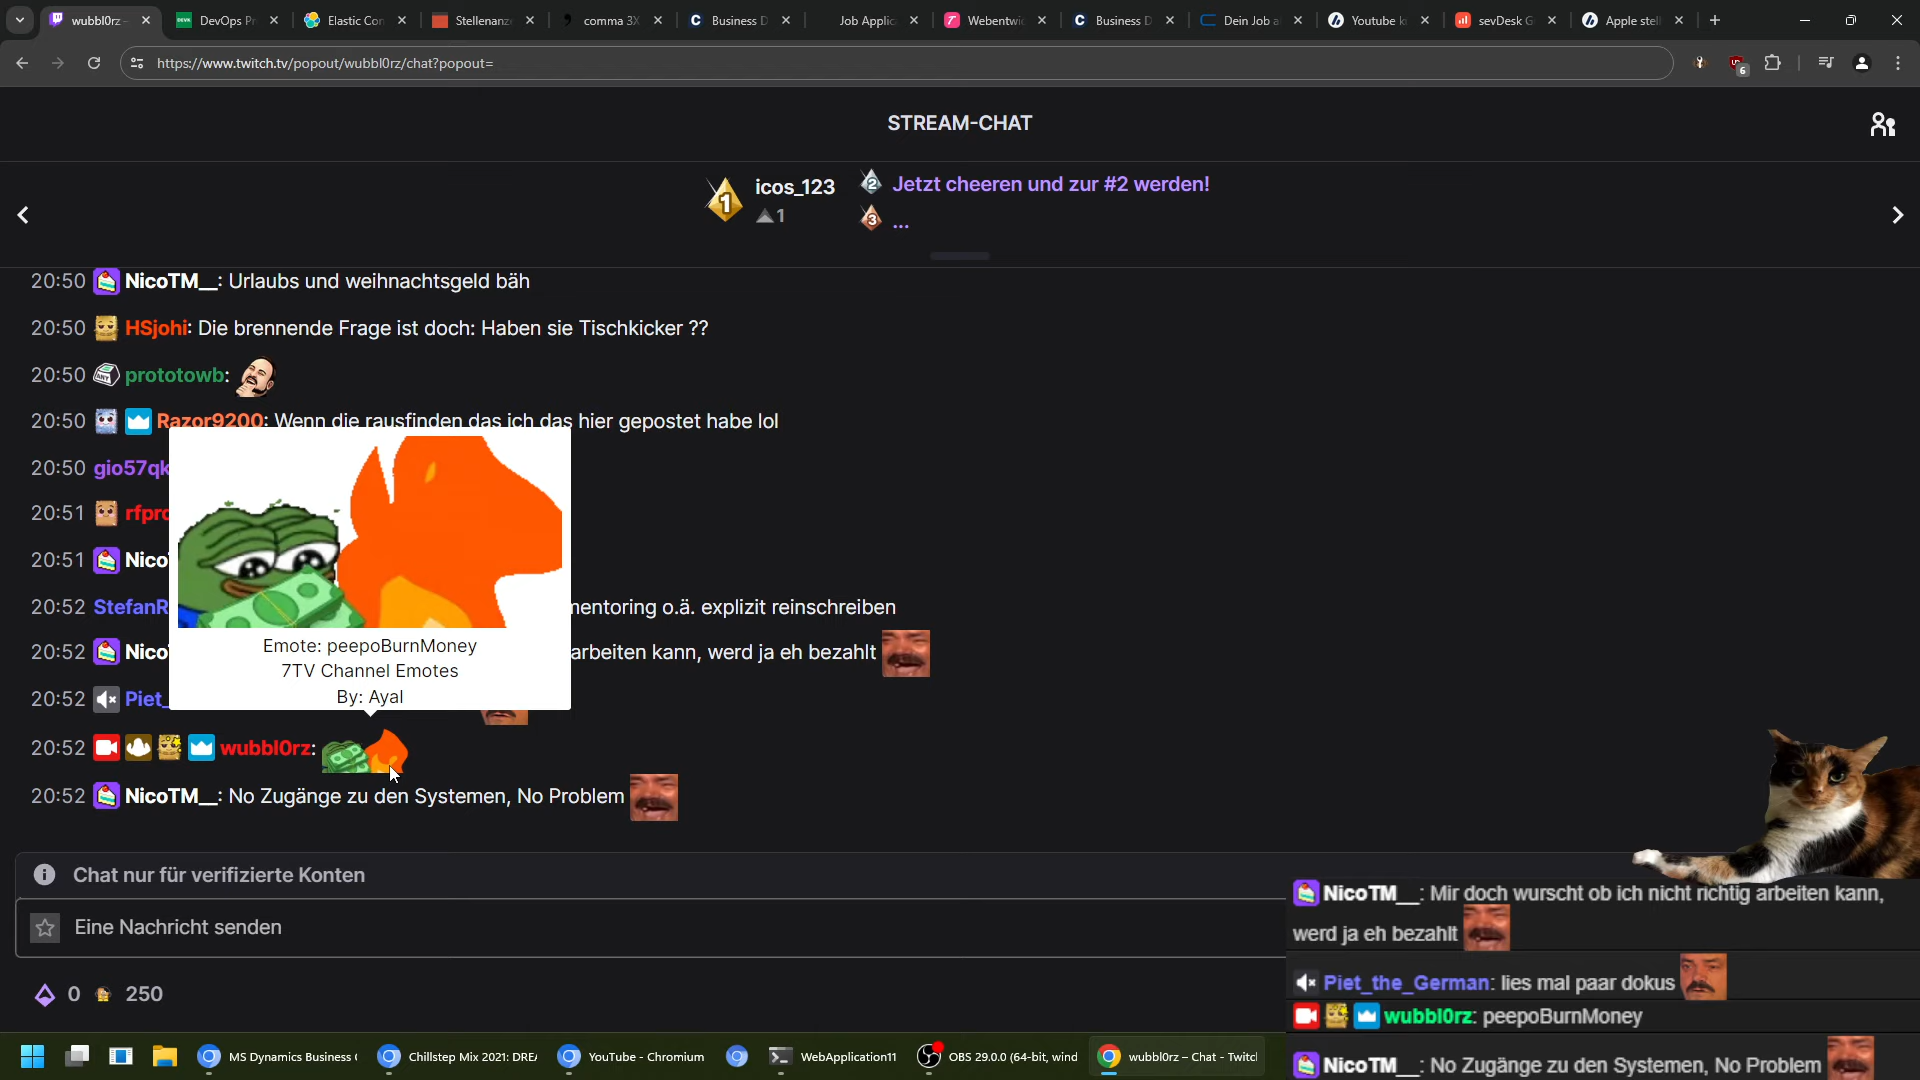 wubbl0rz –
DevOps P
Elastic Con
Stellenanz
comma 3X
Business D
Job Applic
Webentwi
Business D
Dein Job a
Youtube k
sevDesk G
Apple stel
https://www.twitch.tv/popout/wubbl0rz/chat?popout=
6
STREAM-CHAT
1 icos_123
1
2 Jetzt cheeren und zur #2 werden!
3 ...
20:50 NicoTM__: Urlaubs und weihnachtsgeld bäh
20:50 HSjohi: Die brennende Frage ist doch: Haben sie Tischkicker ??
20:50 prototowb:
20:50 Razor9200: Wenn die rausfinden das ich das hier gepostet habe lol
20:50 gio57qk
20:51 rfpro
20:51 Nico
20:52 StefanR
mentoring o.ä. explizit reinschreiben
20:52 Nico
arbeiten kann, werd ja eh bezahlt
20:52 Piet_
Emote: peepoBurnMoney
7TV Channel Emotes
By: Ayal
20:52 wubbl0rz:
20:52 NicoTM__: No Zugänge zu den Systemen, No Problem
Chat nur für verifizierte Konten
Eine Nachricht senden
0 250
NicoTM__: Mir doch wurscht ob ich nicht richtig arbeiten kann,
werd ja eh bezahlt
Piet_the_German: lies mal paar dokus
wubbl0rz: peepoBurnMoney
NicoTM__: No Zugänge zu den Systemen, No Problem
MS Dynamics Business
Chillstep Mix 2021: DRE
YouTube - Chromium
WebApplication11
OBS 29.0.0 (64-bit, wind
wubbl0rz – Chat - Twitc